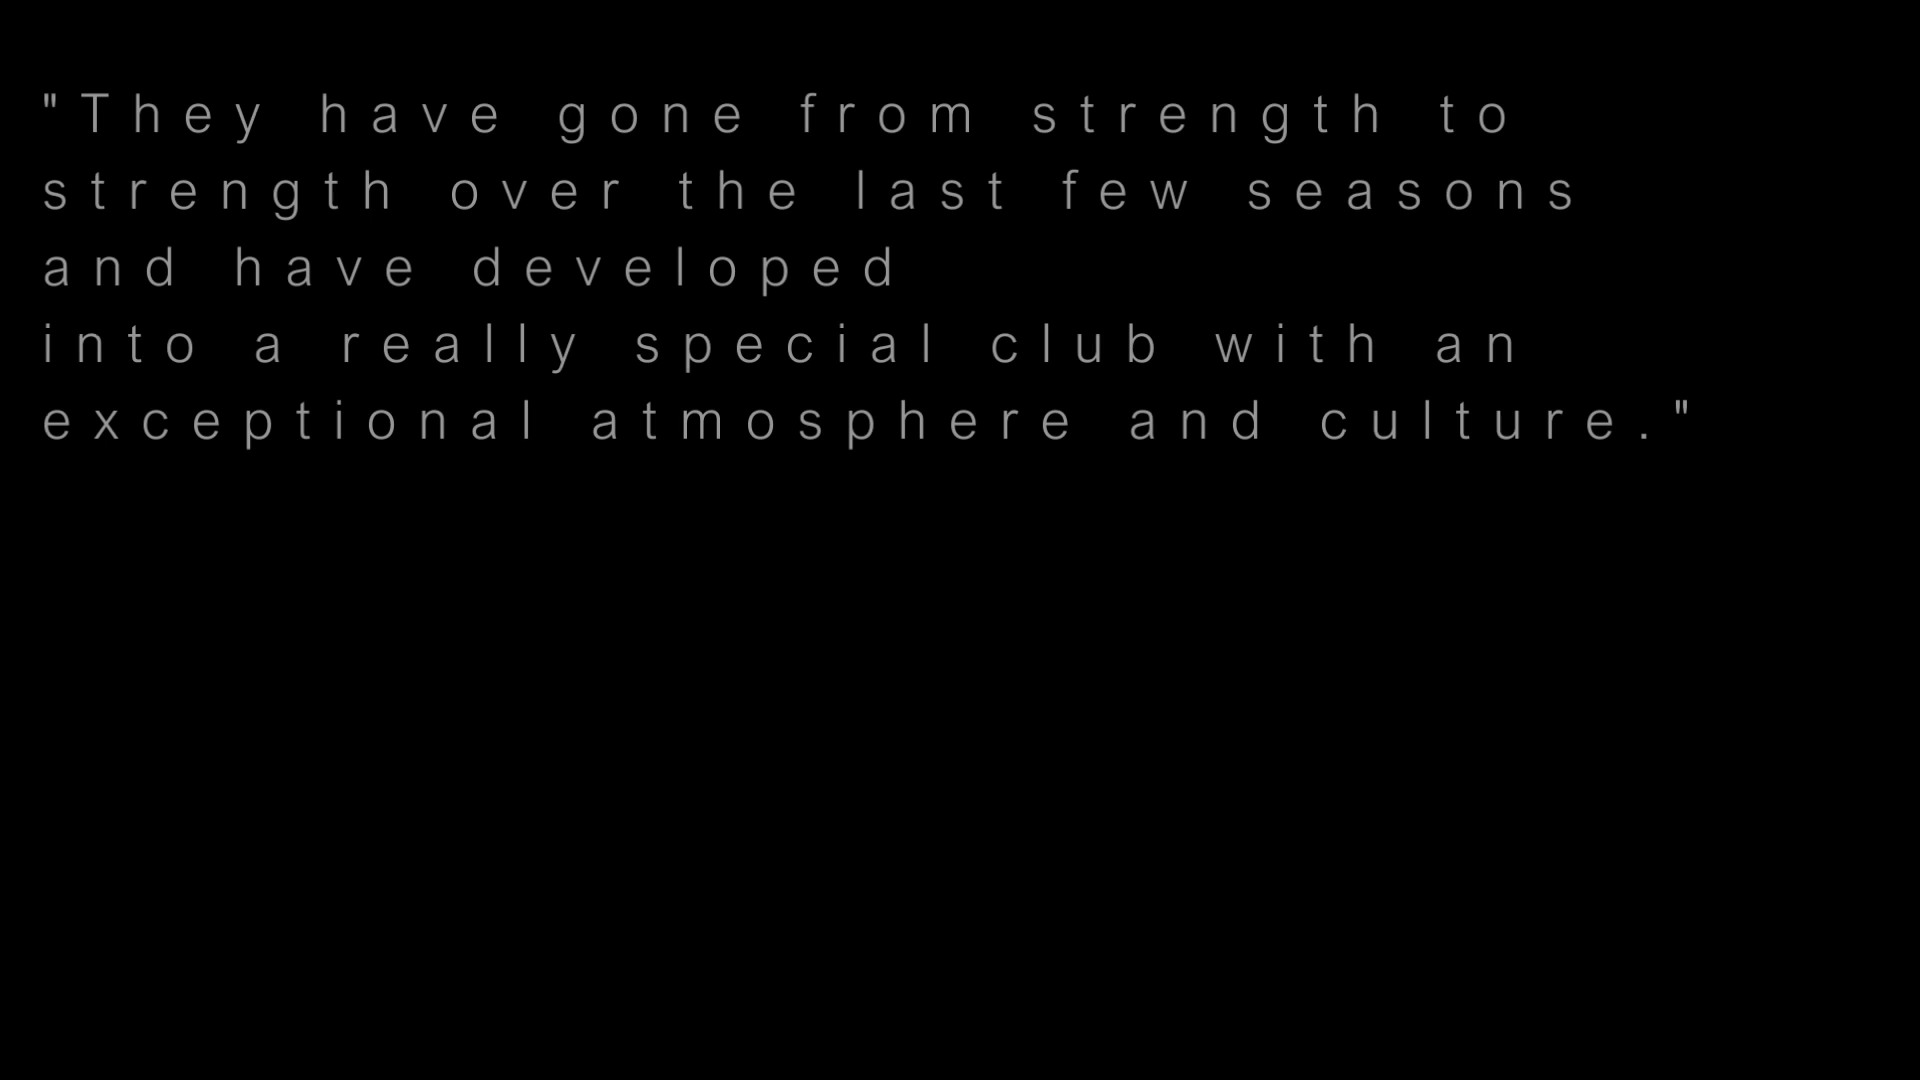 "They have gone from strength to
strength over the last few seasons
and have developed
into a really special club with an
exceptional atmosphere and culture."